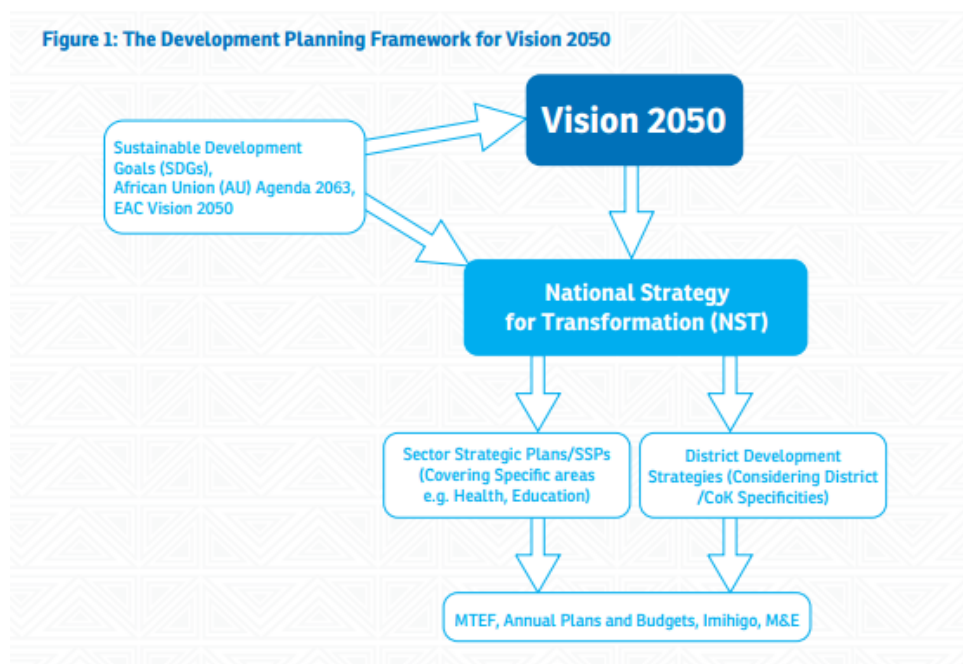 Figure 1: The Development Planning Framework for Vision 2050
Vision 2050
Sustainable Development
Goals (SDGs),
African Union (AU) Agenda 2063,
EAC Vision 2050
National Strategy
for Transformation (NST)
Sector Strategic Plans/SSPs
(Covering Specific areas
e.g. Health, Education)
District Development
Strategies (Considering District
/CoK Specificities)
MTEF, Annual Plans and Budgets, Imihigo, M&E